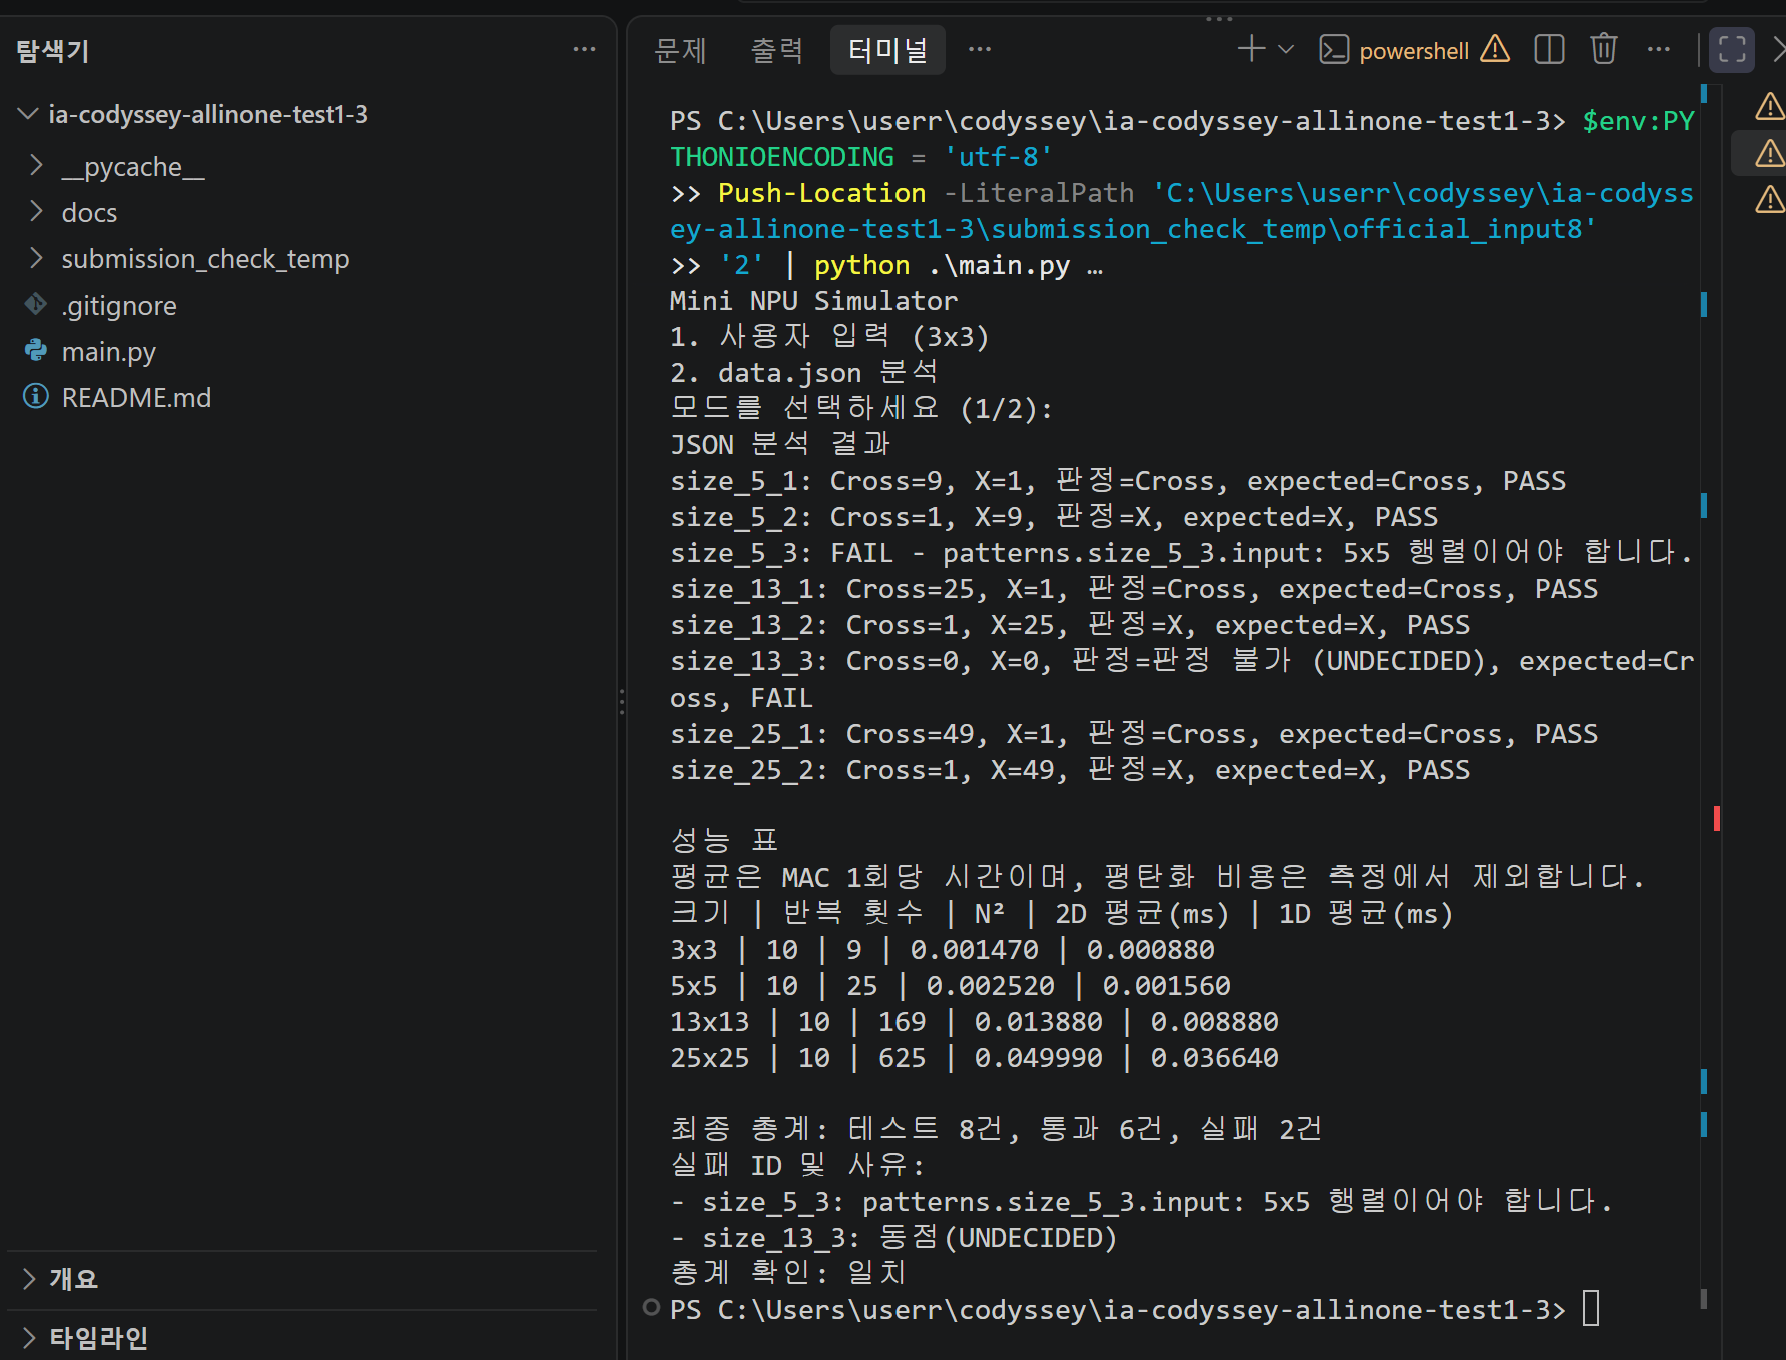 탐색기
ia-codyssey-allinone-test1-3
__pycache__
docs
submission_check_temp
.gitignore
main.py
README.md
개요
타임라인
문제 출력 터미널 powershell
PS C:\Users\userr\codyssey\ia-codyssey-allinone-test1-3> $env:PY
THONIOENCODING = 'utf-8'
>> Push-Location -LiteralPath 'C:\Users\userr\codyssey\ia-codyss
ey-allinone-test1-3\submission_check_temp\official_input8'
>> '2' | python .\main.py …
Mini NPU Simulator
1. 사용자 입력 (3x3)
2. data.json 분석
모드를 선택하세요 (1/2):
JSON 분석 결과
size_5_1: Cross=9, X=1, 판정=Cross, expected=Cross, PASS
size_5_2: Cross=1, X=9, 판정=X, expected=X, PASS
size_5_3: FAIL - patterns.size_5_3.input: 5x5 행렬이어야 합니다.
size_13_1: Cross=25, X=1, 판정=Cross, expected=Cross, PASS
size_13_2: Cross=1, X=25, 판정=X, expected=X, PASS
size_13_3: Cross=0, X=0, 판정=판정 불가 (UNDECIDED), expected=Cr
oss, FAIL
size_25_1: Cross=49, X=1, 판정=Cross, expected=Cross, PASS
size_25_2: Cross=1, X=49, 판정=X, expected=X, PASS
성능 표
평균은 MAC 1회당 시간이며, 평탄화 비용은 측정에서 제외합니다.
크기 | 반복 횟수 | N² | 2D 평균(ms) | 1D 평균(ms)
3x3 | 10 | 9 | 0.001470 | 0.000880
5x5 | 10 | 25 | 0.002520 | 0.001560
13x13 | 10 | 169 | 0.013880 | 0.008880
25x25 | 10 | 625 | 0.049990 | 0.036640
최종 총계: 테스트 8건, 통과 6건, 실패 2건
실패 ID 및 사유:
- size_5_3: patterns.size_5_3.input: 5x5 행렬이어야 합니다.
- size_13_3: 동점(UNDECIDED)
총계 확인: 일치
PS C:\Users\userr\codyssey\ia-codyssey-allinone-test1-3>